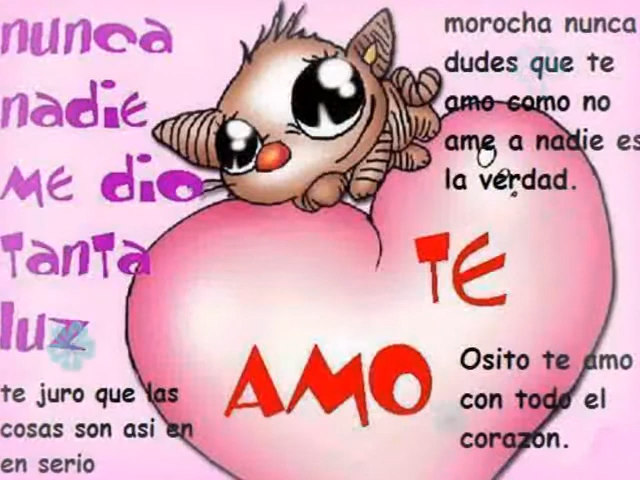 nunca
nadie
ME dio
TanTa
luz
te juro que las
cosas son asi en
en serio
morocha nunca
dudes que te
amo como no
ame a nadie es
la verdad.
TE
AMO
Osito te amo
con todo el
corazon.